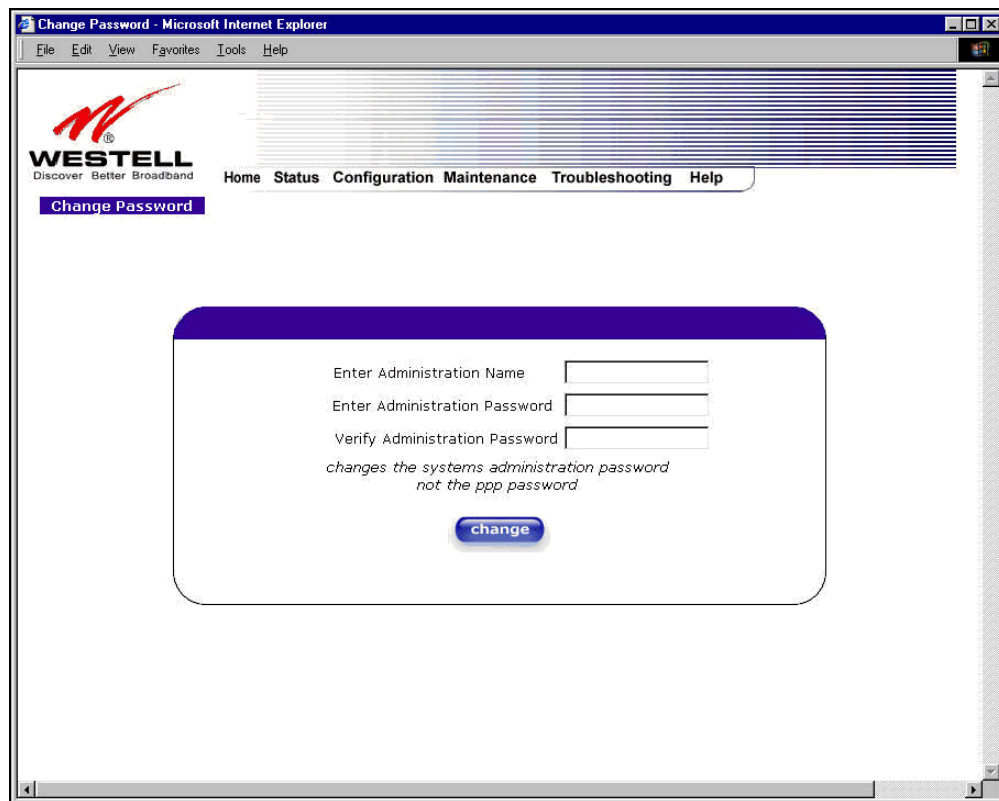 Change Password - Microsoft Internet Explorer
File Edit View Favorites Tools Help
WESTELL®
Discover Better Broadband
Home Status Configuration Maintenance Troubleshooting Help
Change Password
Enter Administration Name
Enter Administration Password
Verify Administration Password
changes the systems administration password
not the ppp password
change